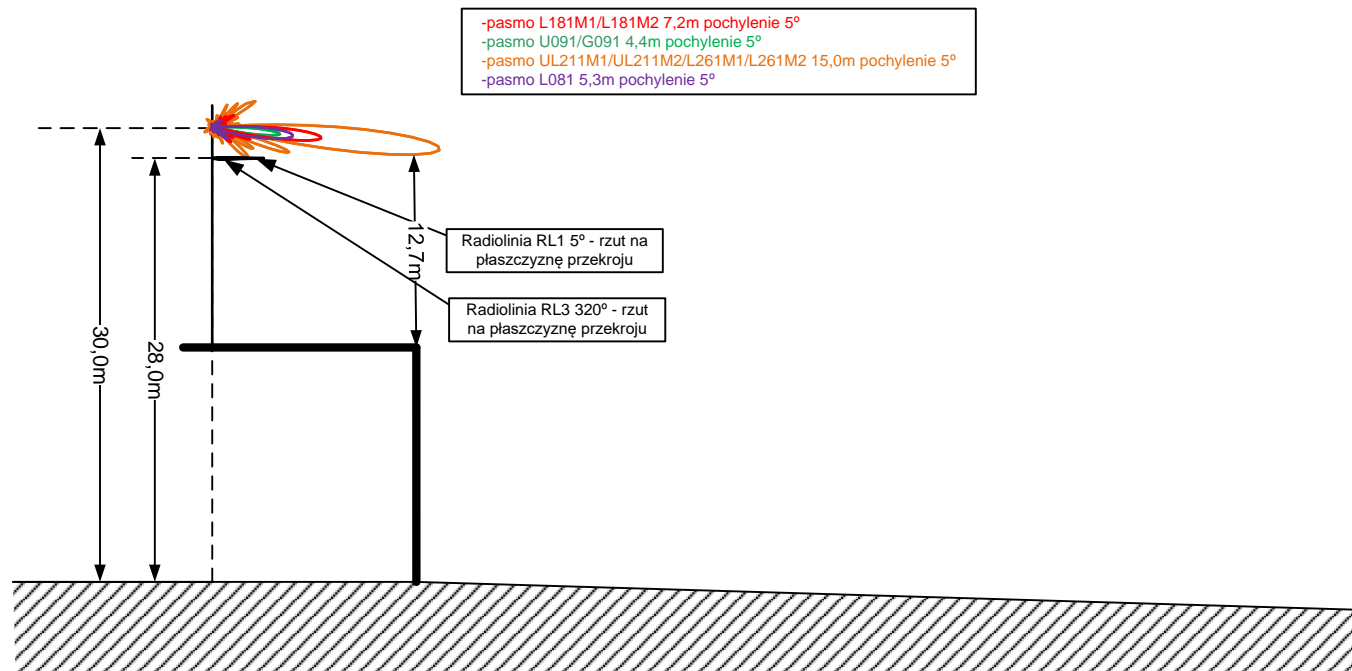 -pasmo L181M1/L181M2 7,2m pochylenie 5º
-pasmo U091/G091 4,4m pochylenie 5º
-pasmo UL211M1/UL211M2/L261M1/L261M2 15,0m pochylenie 5º
-pasmo L081 5,3m pochylenie 5º
12,7m
Radiolinia RL1 5º - rzut na
płaszczyznę przekroju
Radiolinia RL3 320º - rzut
na płaszczyznę przekroju
30,0m
28,0m